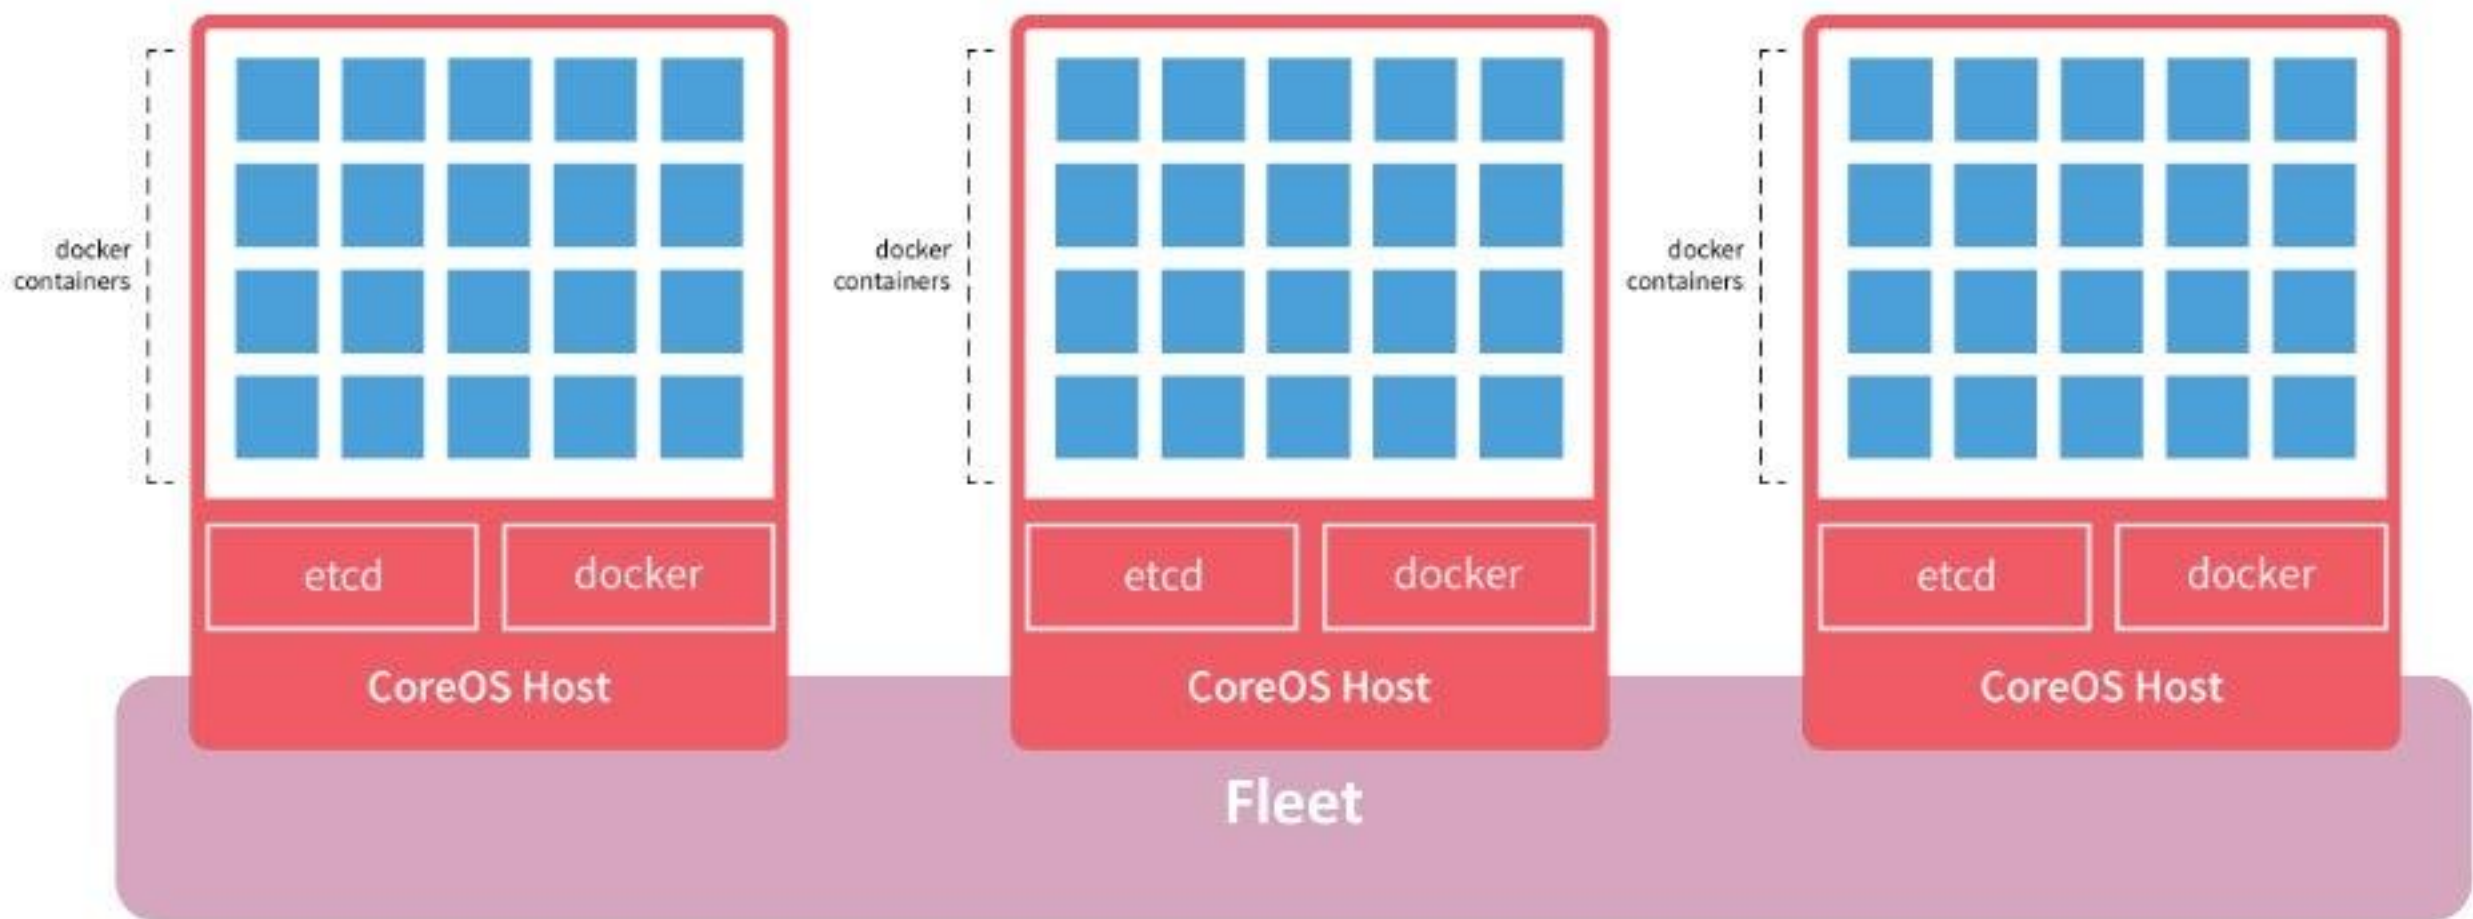 docker
containers
etcd
docker
CoreOS Host
docker
containers
etcd
docker
CoreOS Host
docker
containers
etcd
docker
CoreOS Host
Fleet